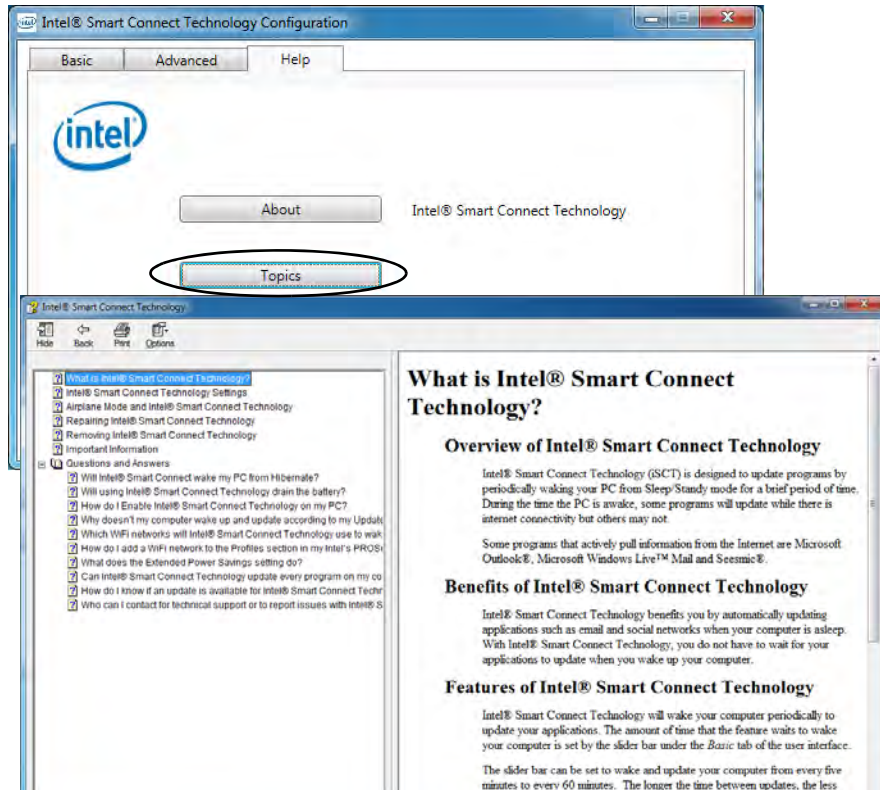 Intel® Smart Connect Technology Configuration
Basic
Advanced
Help
intel
About
Intel® Smart Connect Technology
Topics
Intel® Smart Connect Technology
Hide
Back
Print
Options
What is Intel® Smart Connect Technology?
Intel® Smart Connect Technology Settings
Airplane Mode and Intel® Smart Connect Technology
Repairing Intel® Smart Connect Technology
Removing Intel® Smart Connect Technology
Important Information
Questions and Answers
Will Intel® Smart Connect wake my PC from Hibernate?
Will using Intel® Smart Connect Technology drain the battery?
How do I Enable Intel® Smart Connect Technology on my PC?
Why doesn't my computer wake up and update according to my Updat
Which WiFi networks will Intel® Smart Connect Technology use to wak
How do I add a WiFi network to the Profiles section in my Intel's PROS
What does the Extended Power Savings setting do?
Can Intel® Smart Connect Technology update every program on my co
How do I know if an update is available for Intel® Smart Connect Techr
Who can I contact for technical support or to report issues with Intel® S
What is Intel® Smart Connect
Technology?
Overview of Intel® Smart Connect Technology
Intel® Smart Connect Technology (iSCT) is designed to update programs by
periodically waking your PC from Sleep/Standy mode for a brief period of time.
During the time the PC is awake, some programs will update while there is
internet connectivity but others may not.
Some programs that actively pull information from the Internet are Microsoft
Outlook®, Microsoft Windows Live™ Mail and Seesmic®.
Benefits of Intel® Smart Connect Technology
Intel® Smart Connect Technology benefits you by automatically updating
applications such as email and social networks when your computer is asleep.
With Intel® Smart Connect Technology, you do not have to wait for your
applications to update when you wake up your computer.
Features of Intel® Smart Connect Technology
Intel® Smart Connect Technology will wake your computer periodically to
update your applications. The amount of time that the feature waits to wake
your computer is set by the slider bar under the Basic tab of the user interface.
The slider bar can be set to wake and update your computer from every five
minutes to every 60 minutes. The longer the time between updates, the less